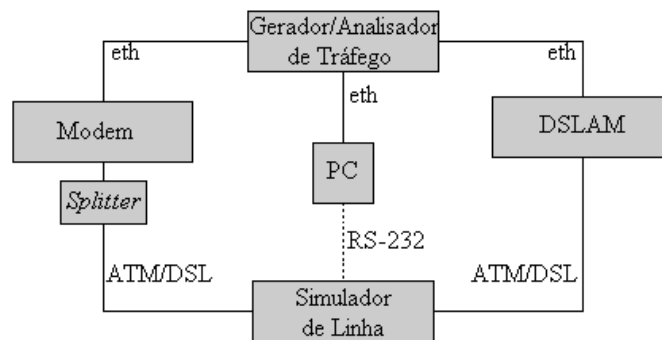 Gerador/Analisador
de Tráfego
eth
eth
eth
Modem
DSLAM
PC
Splitter
RS-232
ATM/DSL
ATM/DSL
Simulador
de Linha